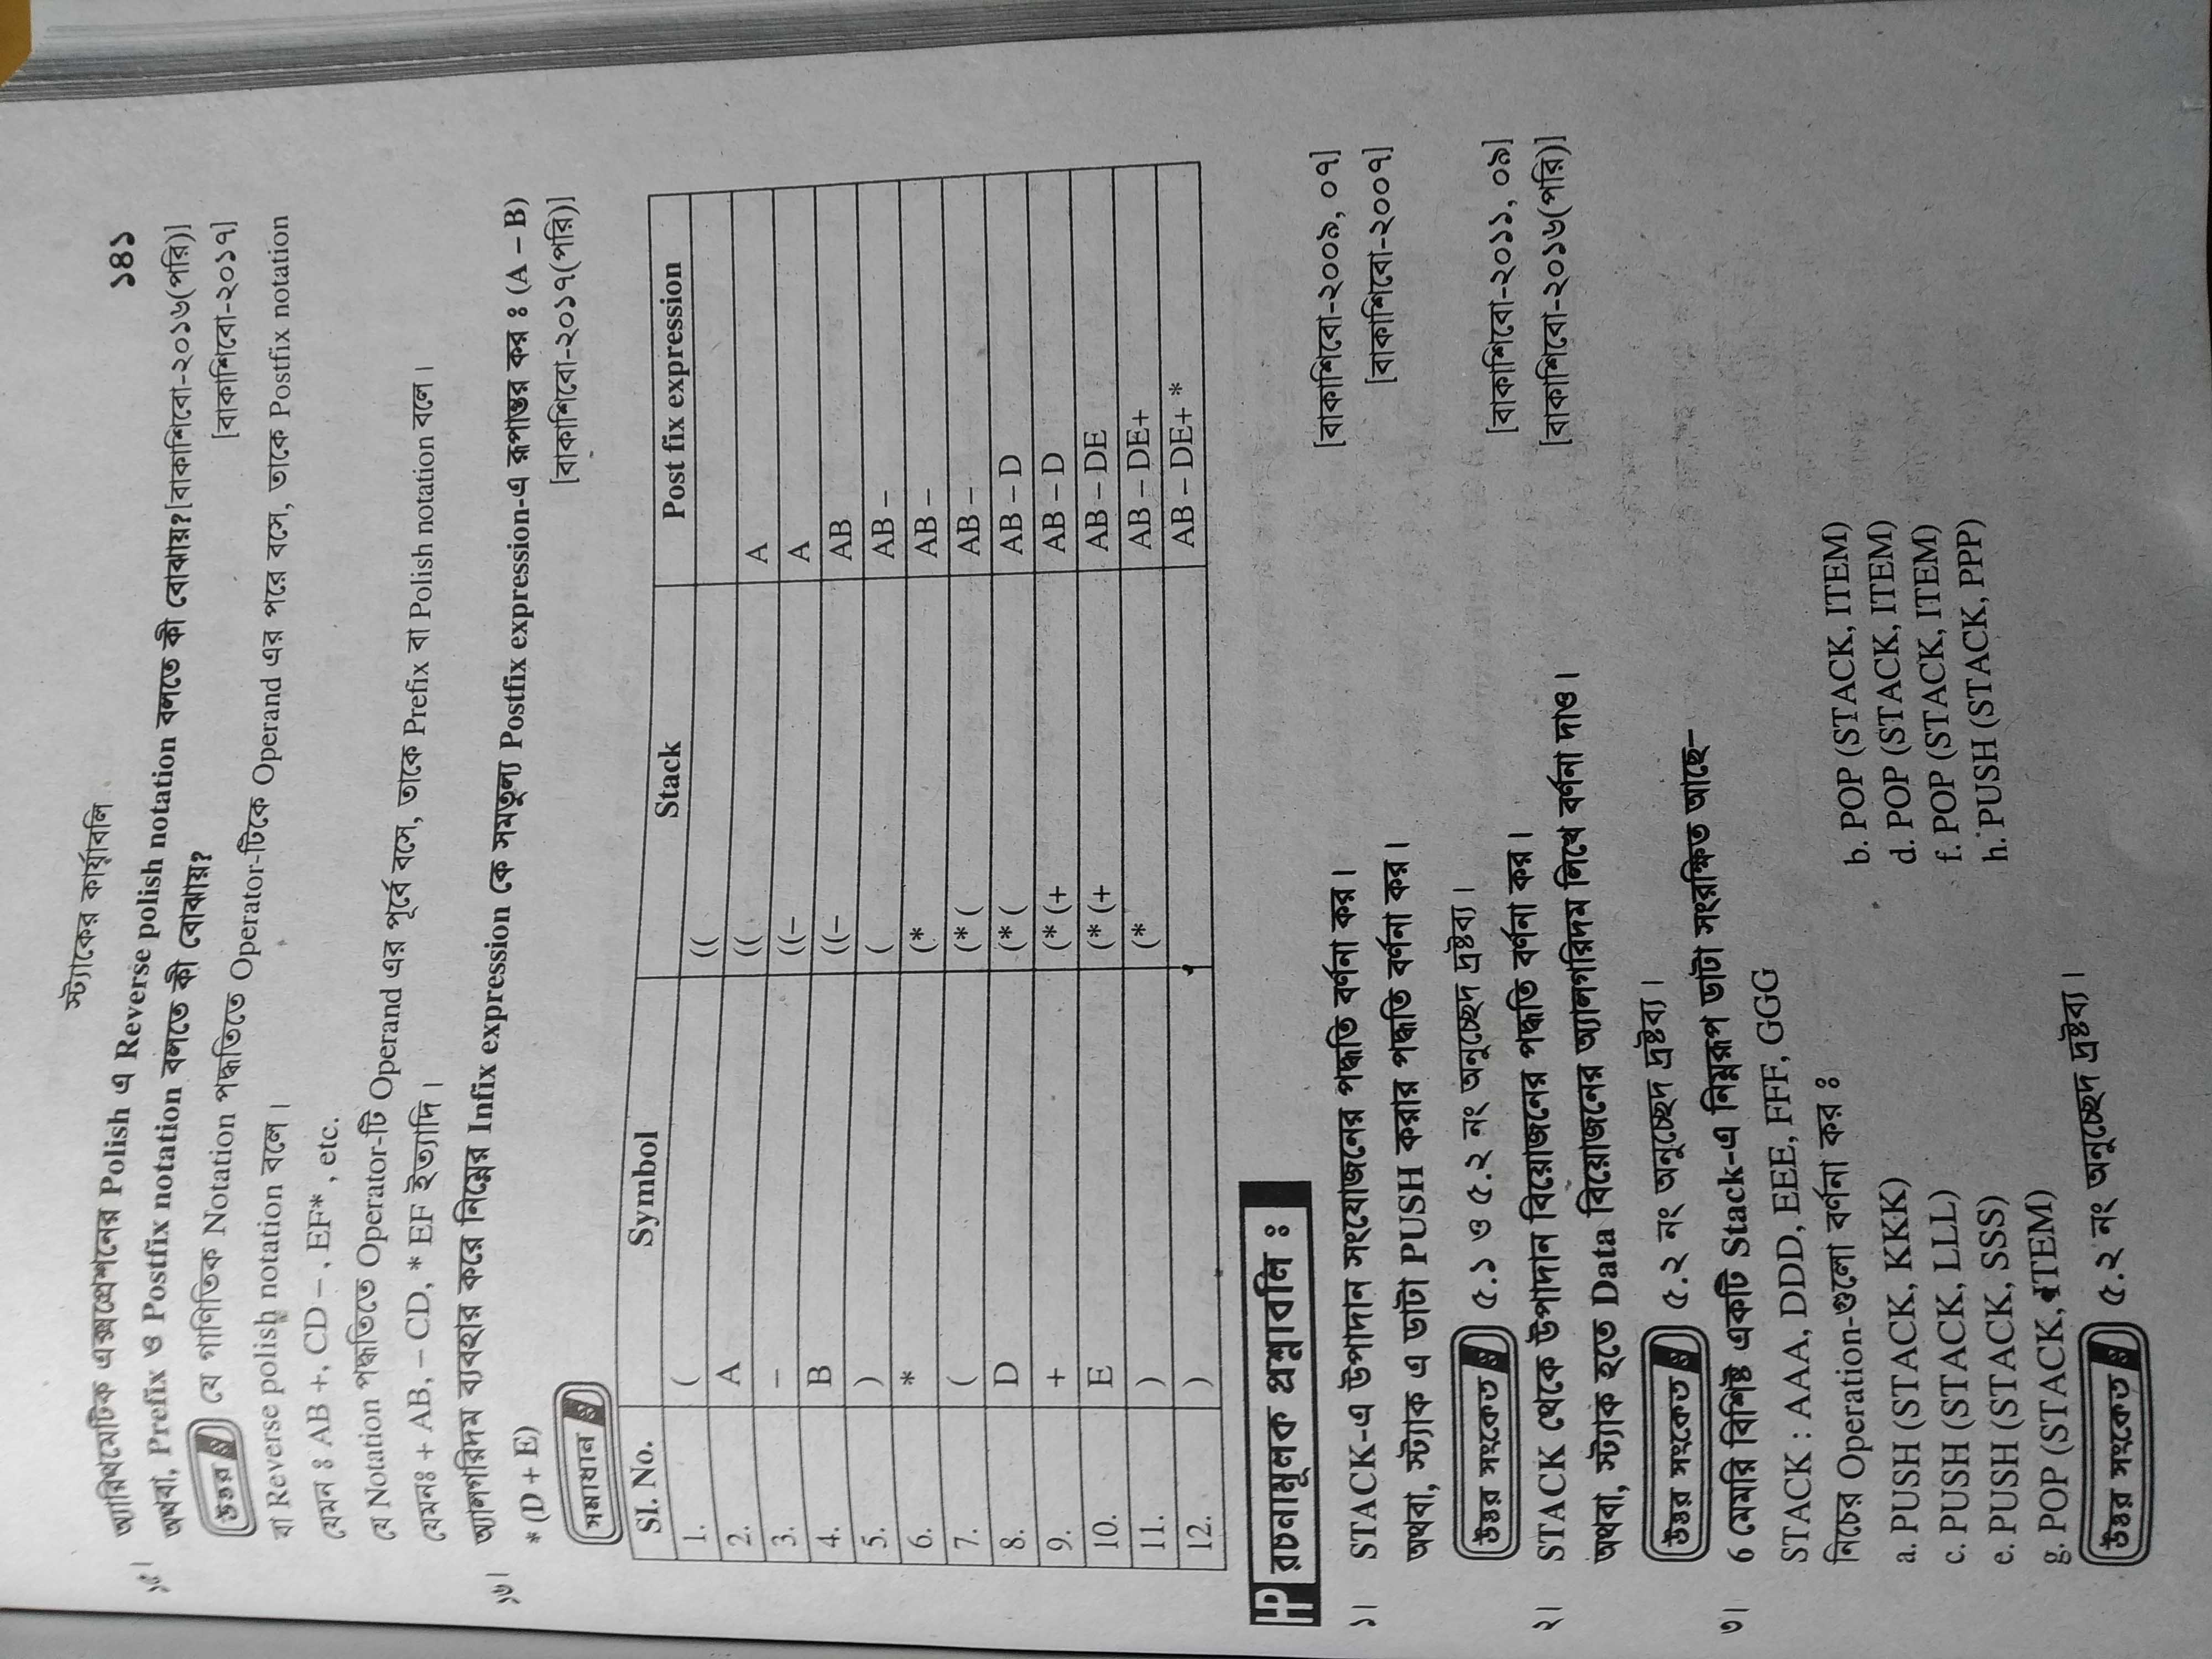 স্ট্যাকের কার্যাবলি
১৪১
১৫। অ্যারিথমেটিক এক্সপ্রেশনের Polish এ Reverse polish notation বলতে কী বোঝায়?[বাকাশিবো-২০১৬(পরি)]
অথবা, Prefix ও Postfix notation বলতে কী বোঝায়? [বাকাশিবো-২০১৭]
উত্তরঃ যে গাণিতিক Notation পদ্ধতিতে Operator-টিকে Operand এর পরে বসে, তাকে Postfix notation
বা Reverse polish notation বলে।
যেমন ঃ AB +, CD – , EF* , etc.
যে Notation পদ্ধতিতে Operator-টি Operand এর পূর্বে বসে, তাকে Prefix বা Polish notation বলে।
যেমনঃ + AB, – CD, * EF ইত্যাদি।
১৬। অ্যালগরিদম ব্যবহার করে নিম্নের Infix expression কে সমতুল্য Postfix expression-এ রূপান্তর কর ঃ (A – B)
* (D + E) [বাকাশিবো-২০১৭(পরি)]
সমাধানঃ
SI. No. Symbol Stack Post fix expression
1. ( ((
2. A (( A
3. – ((– A
4. B ((– AB
5. ) ( AB –
6. * (* AB –
7. ( (* ( AB –
8. D (* ( AB – D
9. + (* (+ AB – D
10. E (* (+ AB – DE
11. ) (* AB – DE+
12. ) AB – DE+ *
রচনামূলক প্রশ্নাবলি ঃ
১। STACK-এ উপাদান সংযোজনের পদ্ধতি বর্ণনা কর। [বাকাশিবো-২০০৯, ০৭]
অথবা, স্ট্যাক এ ডাটা PUSH করার পদ্ধতি বর্ণনা কর। [বাকাশিবো-২০০৭]
উত্তর সংকেতঃ ৫.১ ও ৫.২ নং অনুচ্ছেদ দ্রষ্টব্য।
২। STACK থেকে উপাদান বিয়োজনের পদ্ধতি বর্ণনা কর। [বাকাশিবো-২০১১, ০৯]
অথবা, স্ট্যাক হতে Data বিয়োজনের অ্যালগরিদম লিখে বর্ণনা দাও। [বাকাশিবো-২০১৬(পরি)]
উত্তর সংকেতঃ ৫.২ নং অনুচ্ছেদ দ্রষ্টব্য।
৩। 6 মেমরি বিশিষ্ট একটি Stack-এ নিম্নরূপ ডাটা সংরক্ষিত আছে–
STACK : AAA, DDD, EEE, FFF, GGG
নিচের Operation-গুলো বর্ণনা কর ঃ
a. PUSH (STACK, KKK) b. POP (STACK, ITEM)
c. PUSH (STACK, LLL) d. POP (STACK, ITEM)
e. PUSH (STACK, SSS) f. POP (STACK, ITEM)
g. POP (STACK, ITEM) h. PUSH (STACK, PPP)
উত্তর সংকেতঃ ৫.২ নং অনুচ্ছেদ দ্রষ্টব্য।